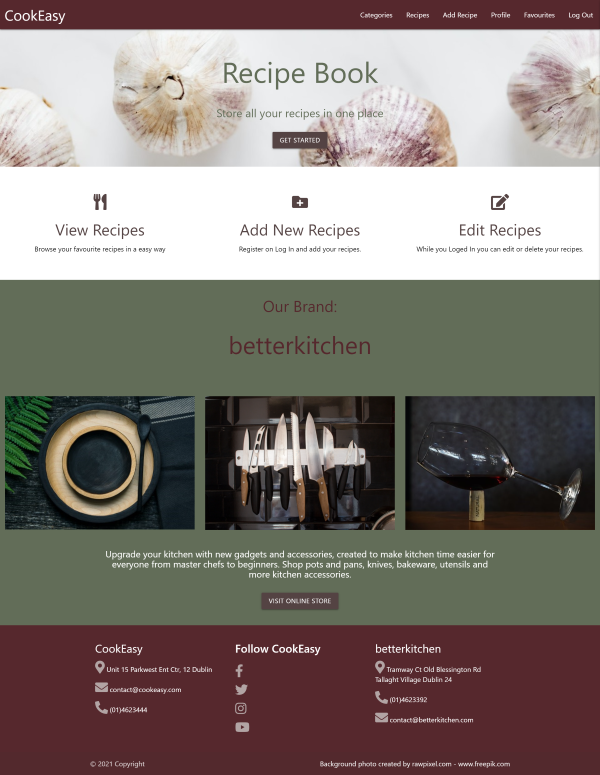 CookEasy
Categories Recipes Add Recipe Profile Favourites Log Out
Recipe Book
Store all your recipes in one place
GET STARTED
View Recipes
Browse your favourite recipes in a easy way
Add New Recipes
Register on Log In and add your recipes.
Edit Recipes
While you Loged In you can edit or delete your recipes.
Our Brand:
betterkitchen
Upgrade your kitchen with new gadgets and accessories, created to make kitchen time easier for
everyone from master chefs to beginners. Shop pots and pans, knives, bakeware, utensils and
more kitchen accessories.
VISIT ONLINE STORE
CookEasy
Unit 15 Parkwest Ent Ctr, 12 Dublin
contact@cookeasy.com
(01)4623444
Follow CookEasy
betterkitchen
Tramway Ct Old Blessington Rd
Tallaght Village Dublin 24
(01)4623392
contact@betterkitchen.com
© 2021 Copyright
Background photo created by rawpixel.com - www.freepik.com